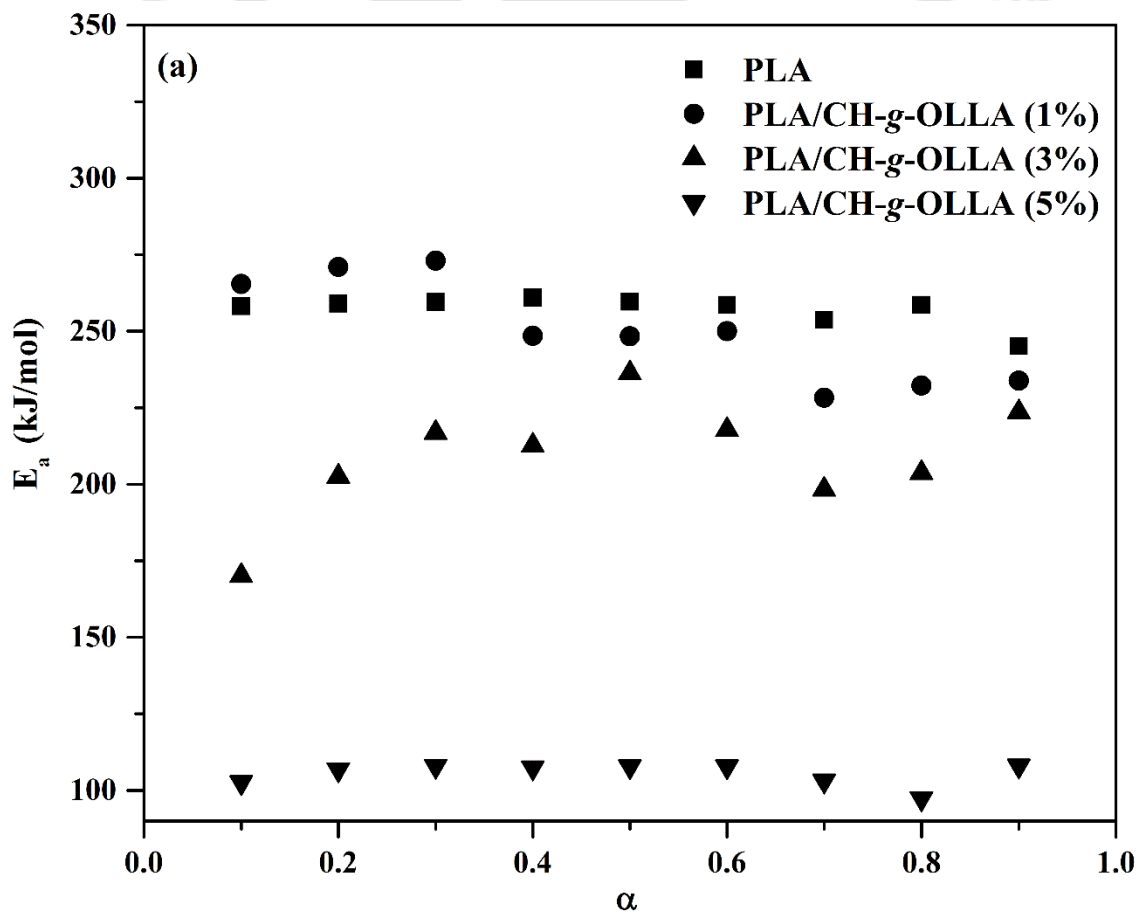 (a)
PLA
PLA/CH-g-OLLA (1%)
PLA/CH-g-OLLA (3%)
PLA/CH-g-OLLA (5%)
350
300
250
200
150
100
Ea (kJ/mol)
0.0 0.2 0.4 0.6 0.8 1.0
α